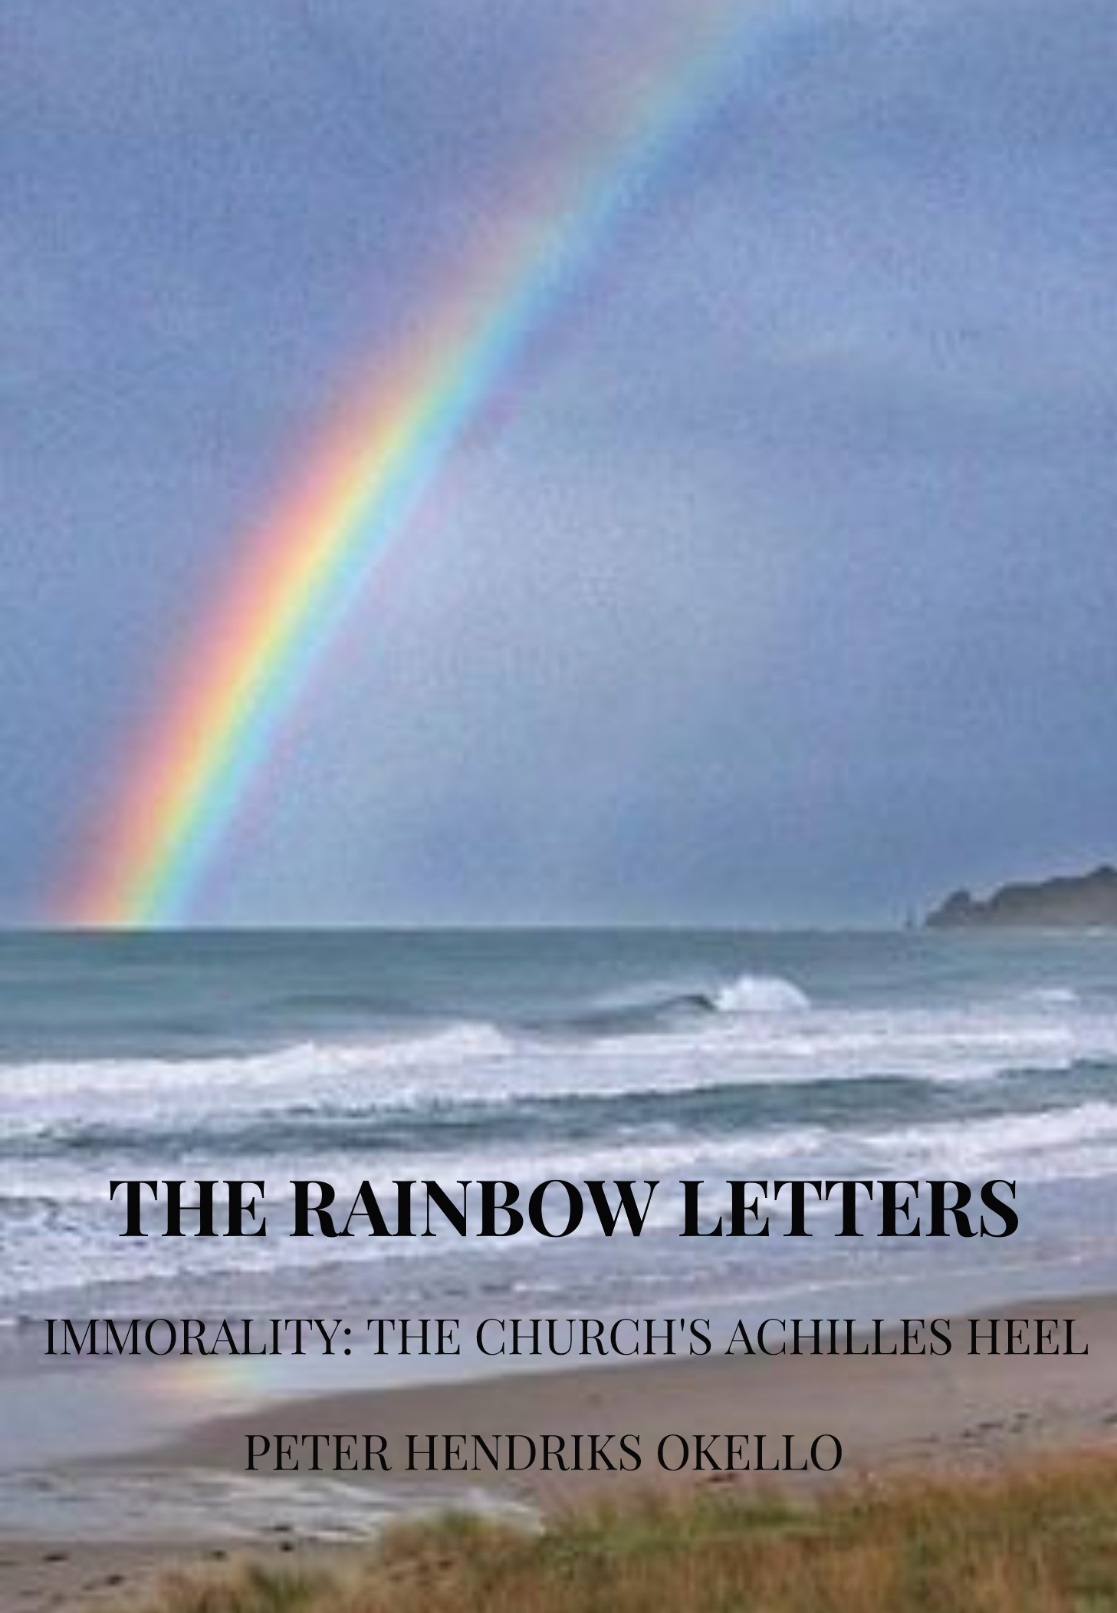 THE RAINBOW LETTERS
IMMORALITY: THE CHURCH'S ACHILLES HEEL
PETER HENDRIKS OKELLO